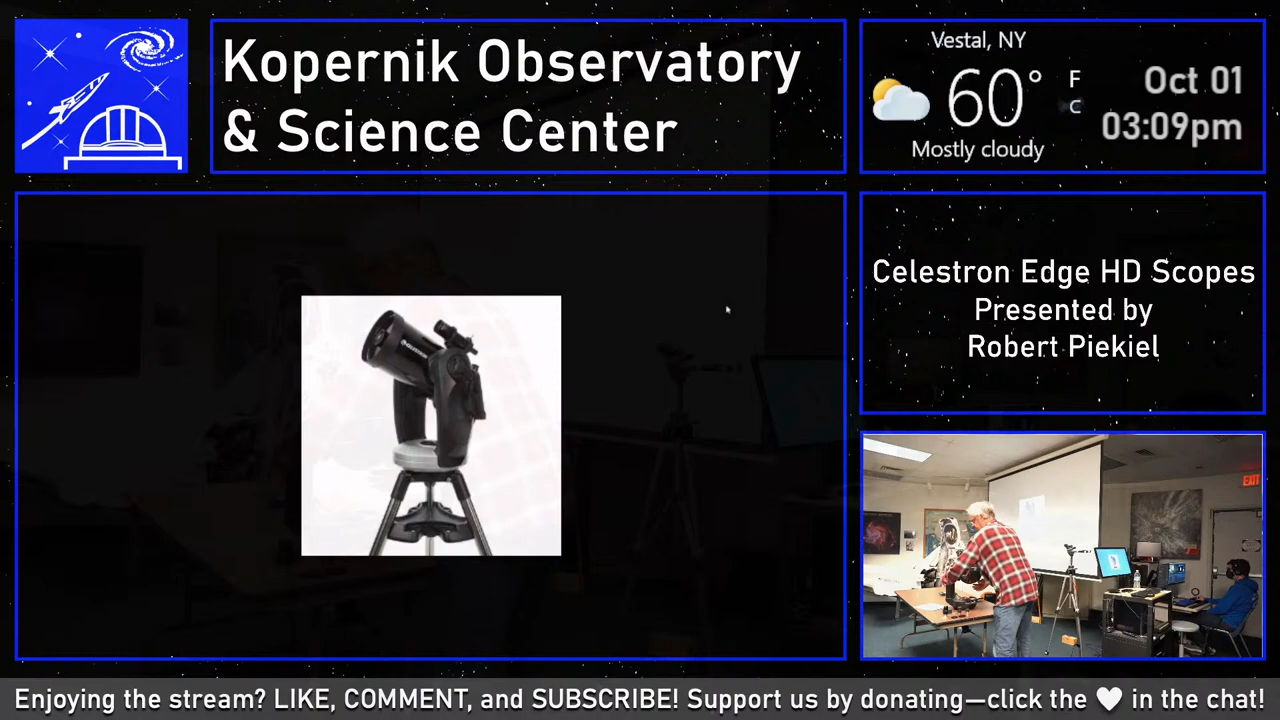 Kopernik Observatory
& Science Center
Vestal, NY
60° F
C
Mostly cloudy
Oct 01
03:09pm
Celestron Edge HD Scopes
Presented by
Robert Piekiel
EXIT
Enjoying the stream? LIKE, COMMENT, and SUBSCRIBE! Support us by donating—click the ♥ in the chat!